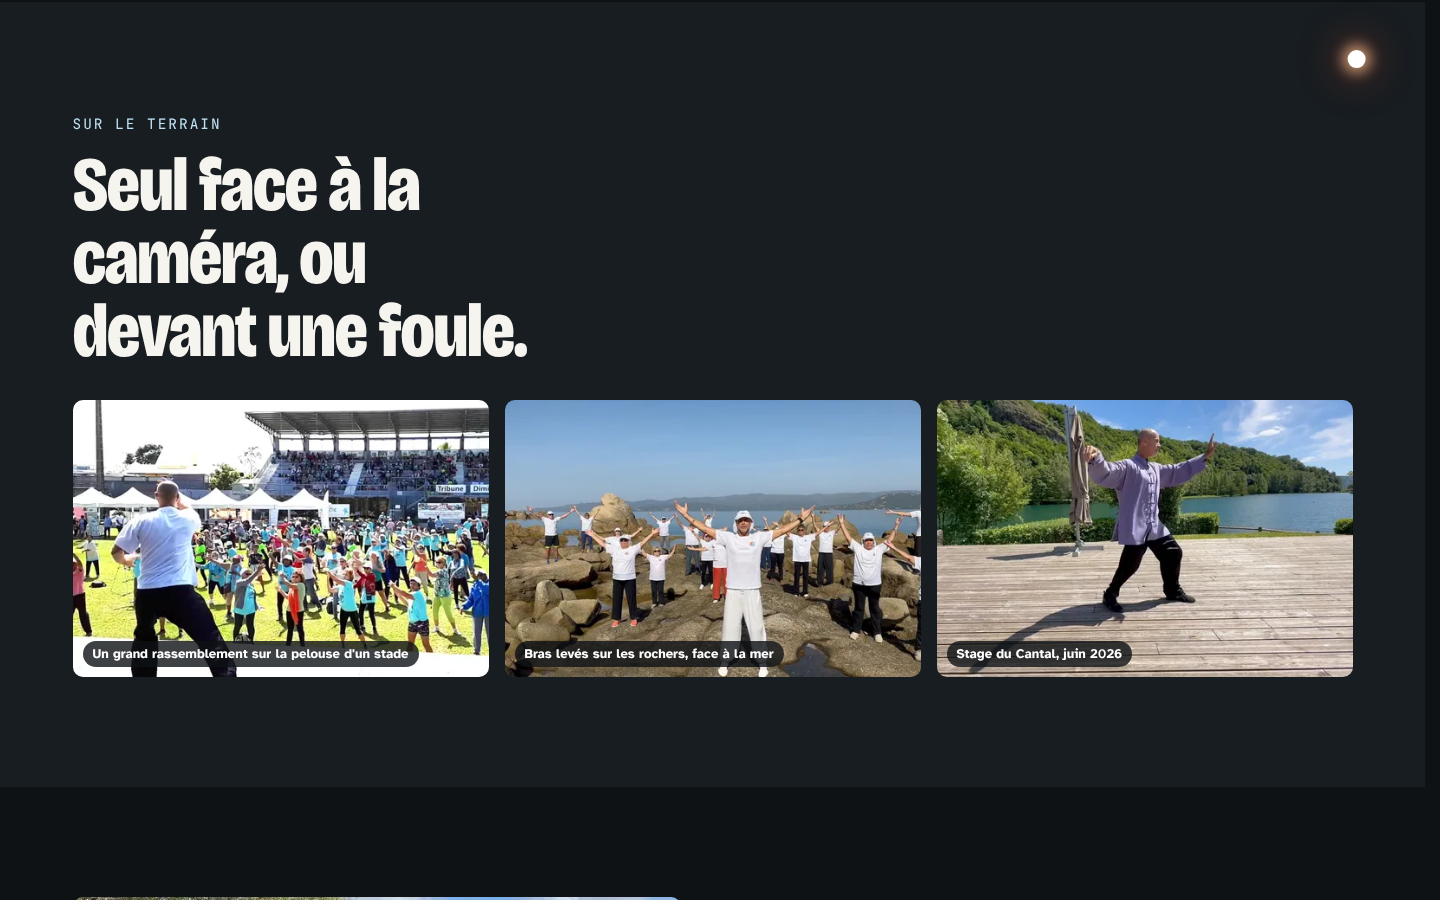 SUR LE TERRAIN
Seul face à la
caméra, ou
devant une foule.
Tribune
Un grand rassemblement sur la pelouse d'un stade
Bras levés sur les rochers, face à la mer
Stage du Cantal, juin 2026